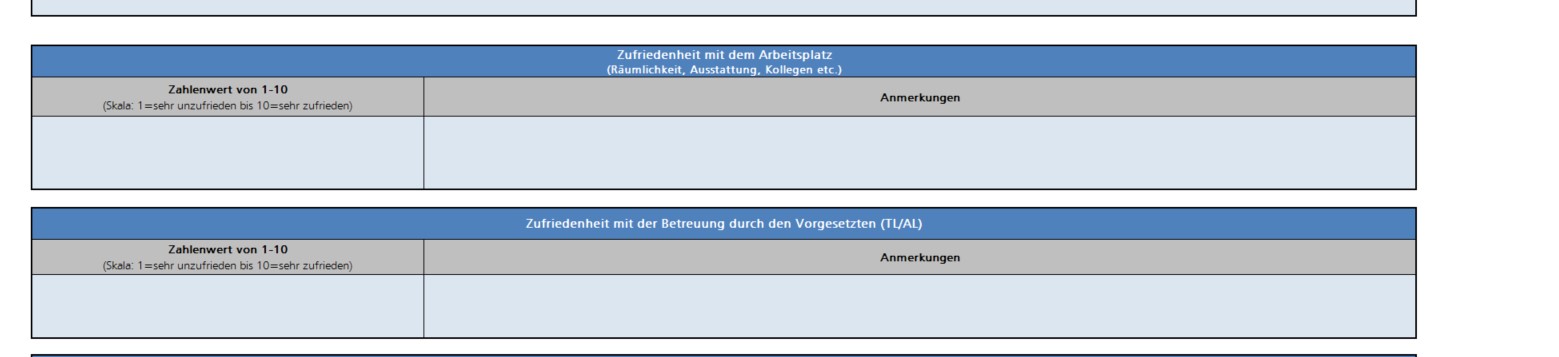 Zufriedenheit mit dem Arbeitsplatz
(Räumlichkeit, Ausstattung, Kollegen etc.)
Zahlenwert von 1-10
(Skala: 1=sehr unzufrieden bis 10=sehr zufrieden)
Anmerkungen
Zufriedenheit mit der Betreuung durch den Vorgesetzten (TL/AL)
Zahlenwert von 1-10
(Skala: 1=sehr unzufrieden bis 10=sehr zufrieden)
Anmerkungen